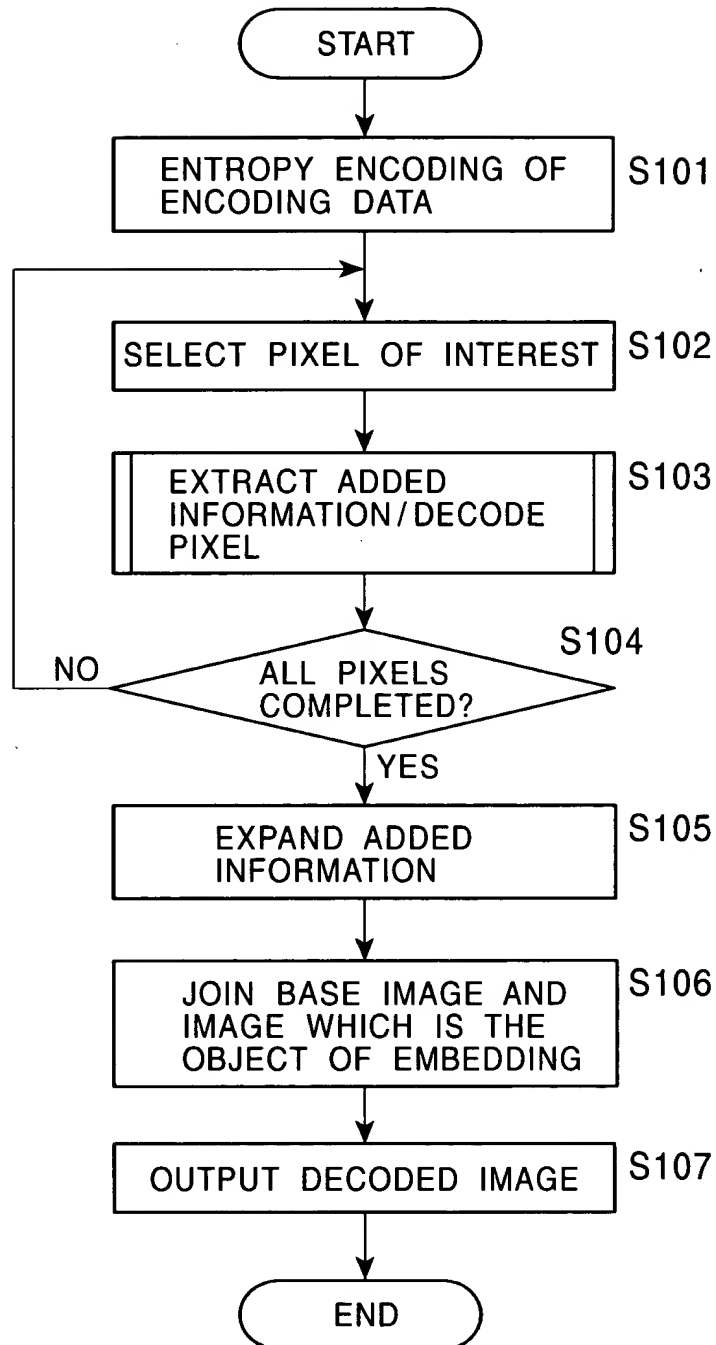 START
ENTROPY ENCODING OF
ENCODING DATA
S101
SELECT PIXEL OF INTEREST
S102
EXTRACT ADDED
INFORMATION/DECODE
PIXEL
S103
S104
NO
ALL PIXELS
COMPLETED?
YES
EXPAND ADDED
INFORMATION
S105
JOIN BASE IMAGE AND
IMAGE WHICH IS THE
OBJECT OF EMBEDDING
S106
OUTPUT DECODED IMAGE
S107
END